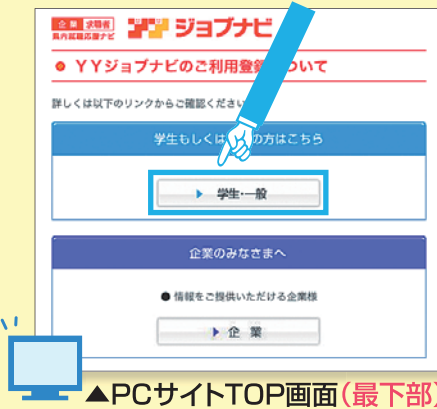 企業 求職者
県内就職応援ナビ
ジョブナビ
YYジョブナビのご利用登録 ついて
詳しくは以下のリンクからご確認ください
学生もしくは の方はこちら
▶ 学生・一般
企業のみなさまへ
● 情報をご提供いただける企業様
▶ 企 業
▲PCサイトTOP画面(最下部)